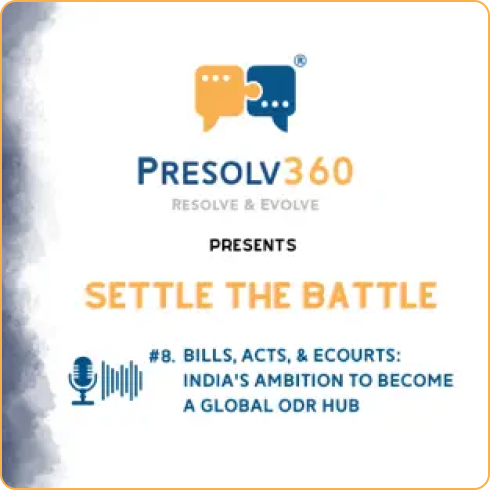 ®
PRESOLV360
RESOLVE & EVOLVE
PRESENTS
SETTLE THE BATTLE
#8. BILLS, ACTS, & ECOURTS:
INDIA'S AMBITION TO BECOME
A GLOBAL ODR HUB